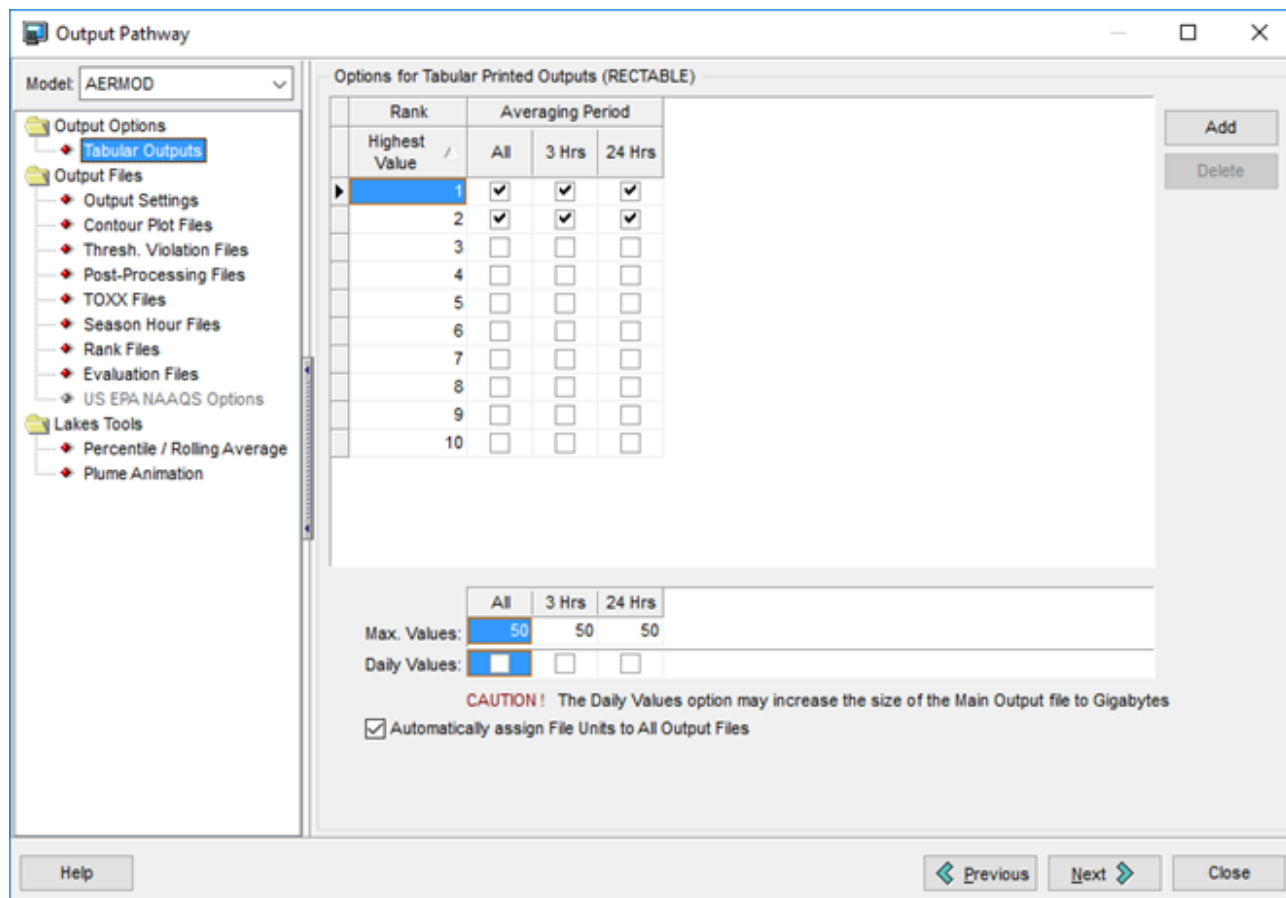 Output Pathway
Model: AERMOD
Output Options
Tabular Outputs
Output Files
Output Settings
Contour Plot Files
Thresh. Violation Files
Post-Processing Files
TOXX Files
Season Hour Files
Rank Files
Evaluation Files
US EPA NAAQS Options
Lakes Tools
Percentile / Rolling Average
Plume Animation
Options for Tabular Printed Outputs (RECTABLE)
Rank Averaging Period
Highest Value All 3 Hrs 24 Hrs
1
2
3
4
5
6
7
8
9
10
Add
Delete
All 3 Hrs 24 Hrs
Max. Values: 50 50 50
Daily Values:
CAUTION ! The Daily Values option may increase the size of the Main Output file to Gigabytes
Automatically assign File Units to All Output Files
Help
Previous
Next
Close